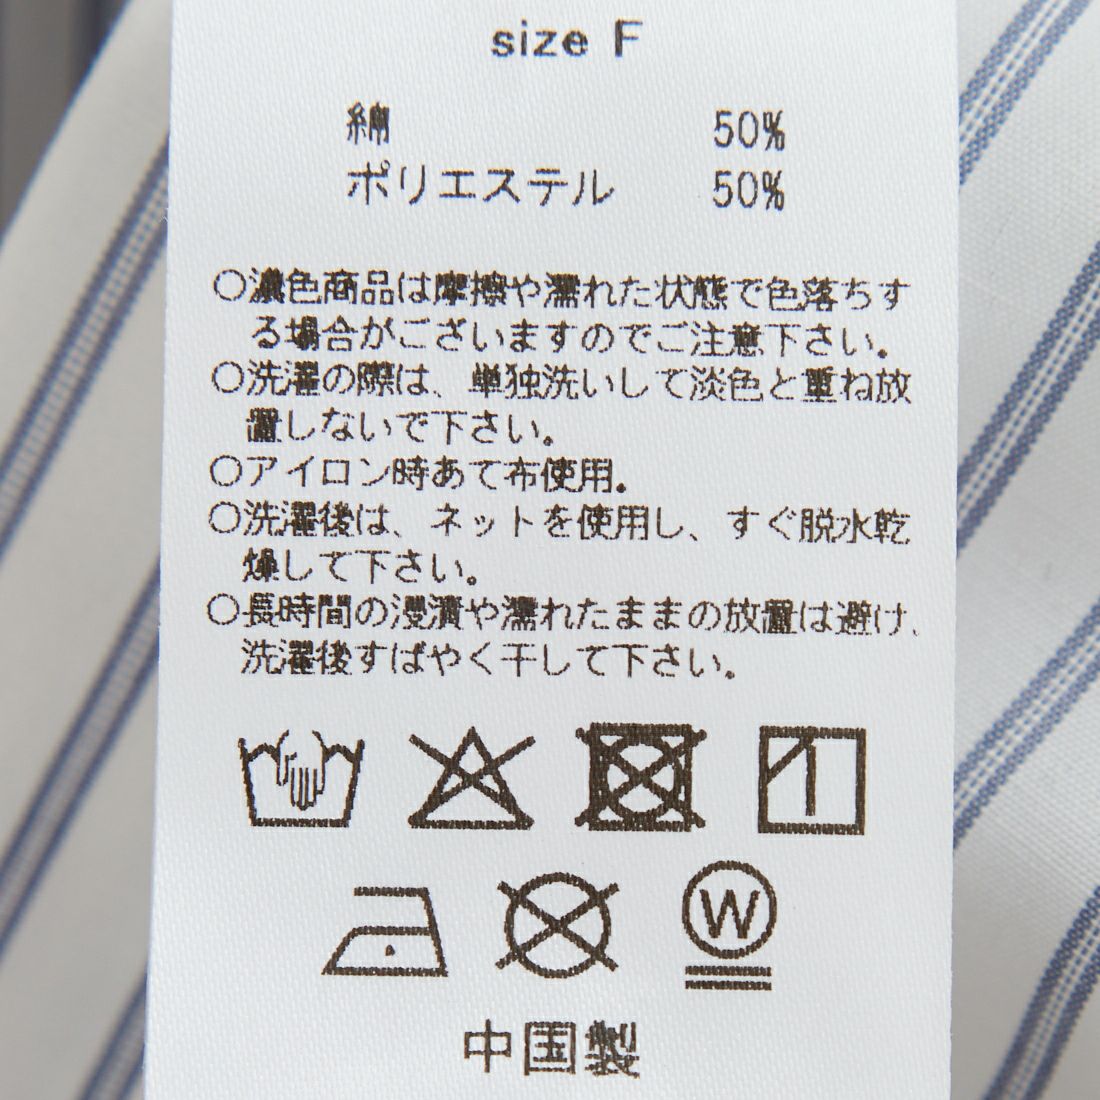 size F
綿 50%
ポリエステル 50%
○濃色商品は摩擦や濡れた状態で色落ちす
る場合がございますのでご注意下さい。
○洗濯の際は、単独洗いして淡色と重ね放
置しないで下さい。
○アイロン時あて布使用。
○洗濯後は、ネットを使用し、すぐ脱水乾
燥して下さい。
○長時間の浸漬や濡れたままの放置は避け、
洗濯後すばやく干して下さい。
W
中国製